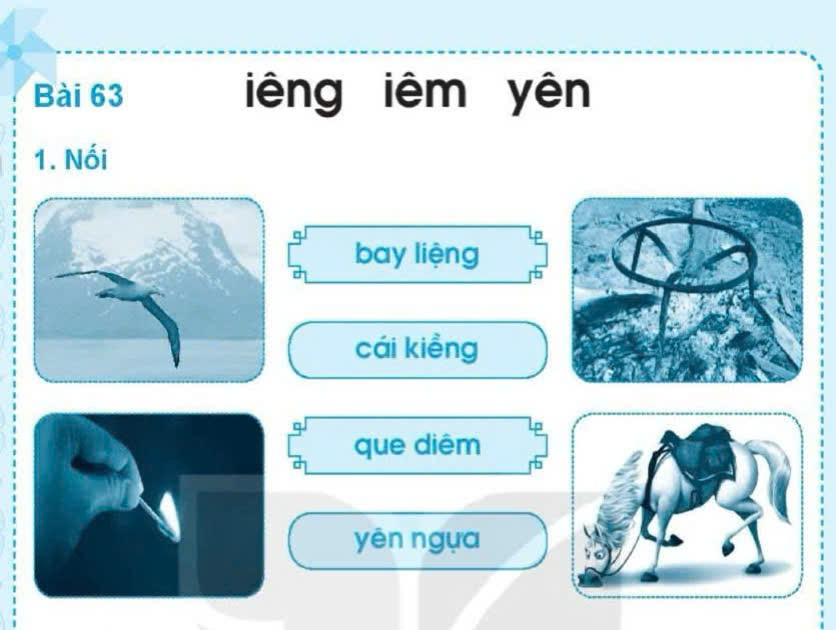 Bài 63
iêng iêm yên
1. Nối
bay liệng
cái kiềng
que diêm
yên ngựa